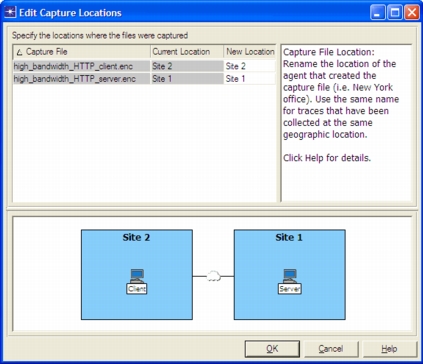 Edit Capture Locations
Specify the locations where the files were captured
Capture File Current Location New Location
high_bandwidth_HTTP_client.enc Site 2 Site 2
high_bandwidth_HTTP_server.enc Site 1 Site 1
Capture File Location:
Rename the location of the
agent that created the
capture file (i.e. New York
office). Use the same name
for traces that have been
collected at the same
geographic location.
Click Help for details.
Site 2 Site 1
Client Server
OK Cancel Help